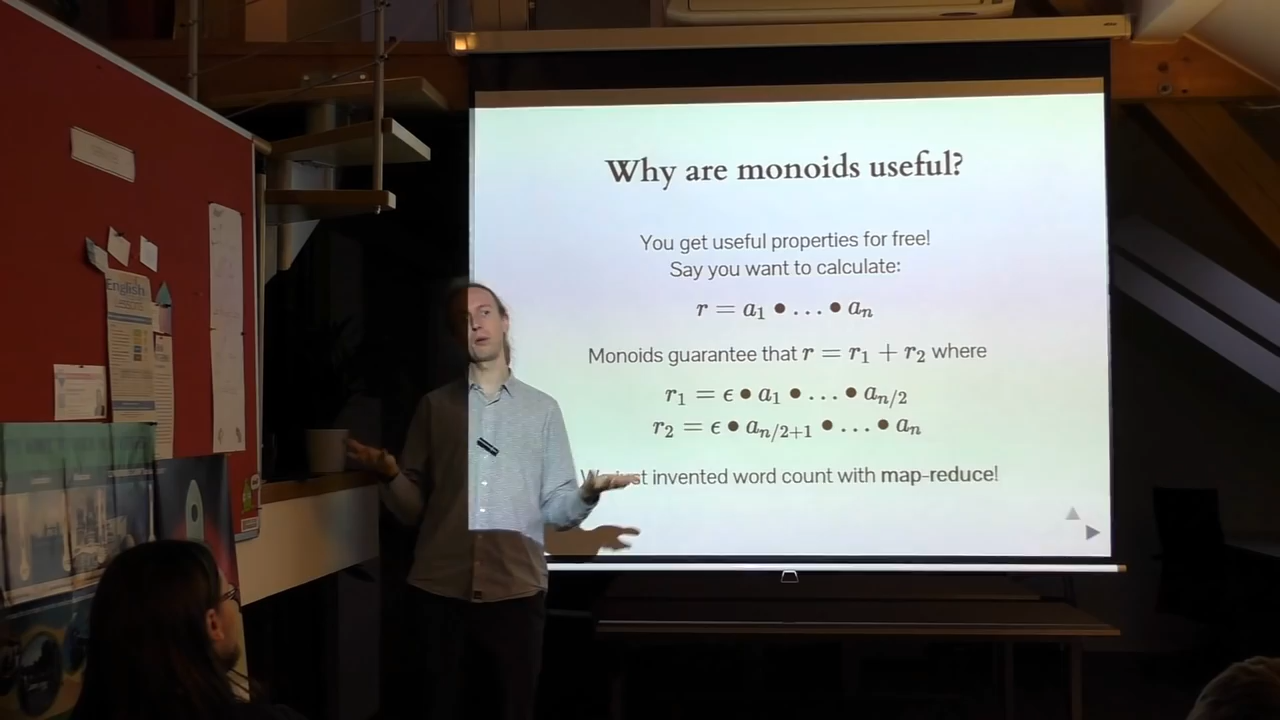 Why are monoids useful?
You get useful properties for free!
Say you want to calculate:
r = a₁ • . . . • aₙ
Monoids guarantee that r = r₁ + r₂ where
r₁ = ϵ • a₁ • . . . • aₙ/₂
r₂ = ϵ • aₙ/₂₊₁ • . . . • aₙ
just invented word count with map-reduce!
English
Lessons